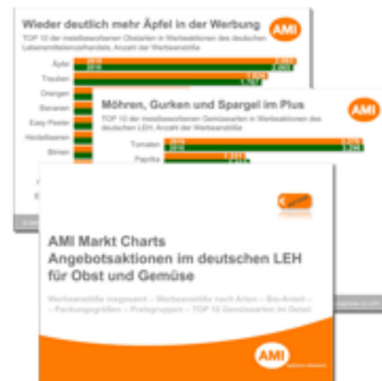 Wieder deutlich mehr Äpfel in der Werbung
TOP 10 der meistbeworbenen Obstarten in Werbeaktionen des deutschen
Lebensmitteleinzelhandels, Anzahl der Werbeanstöße
AMI
Äpfel
Trauben
Orangen
Bananen
Easy Peeler
Heidelbeeren
Birnen
Möhren, Gurken und Spargel im Plus
TOP 10 der meistbeworbenen Gemüsearten in Werbeaktionen des
deutschen LEH, Anzahl der Werbeanstöße
AMI
Tomaten
Paprika
AMI Markt Charts
Angebotsaktionen im deutschen LEH
für Obst und Gemüse
Werbeanstöße insgesamt – Werbeanstöße nach Arten – Bio-Anteil –
– Packungsgrößen – Preisgruppen – TOP 10 Gemüsearten im Detail
AMI